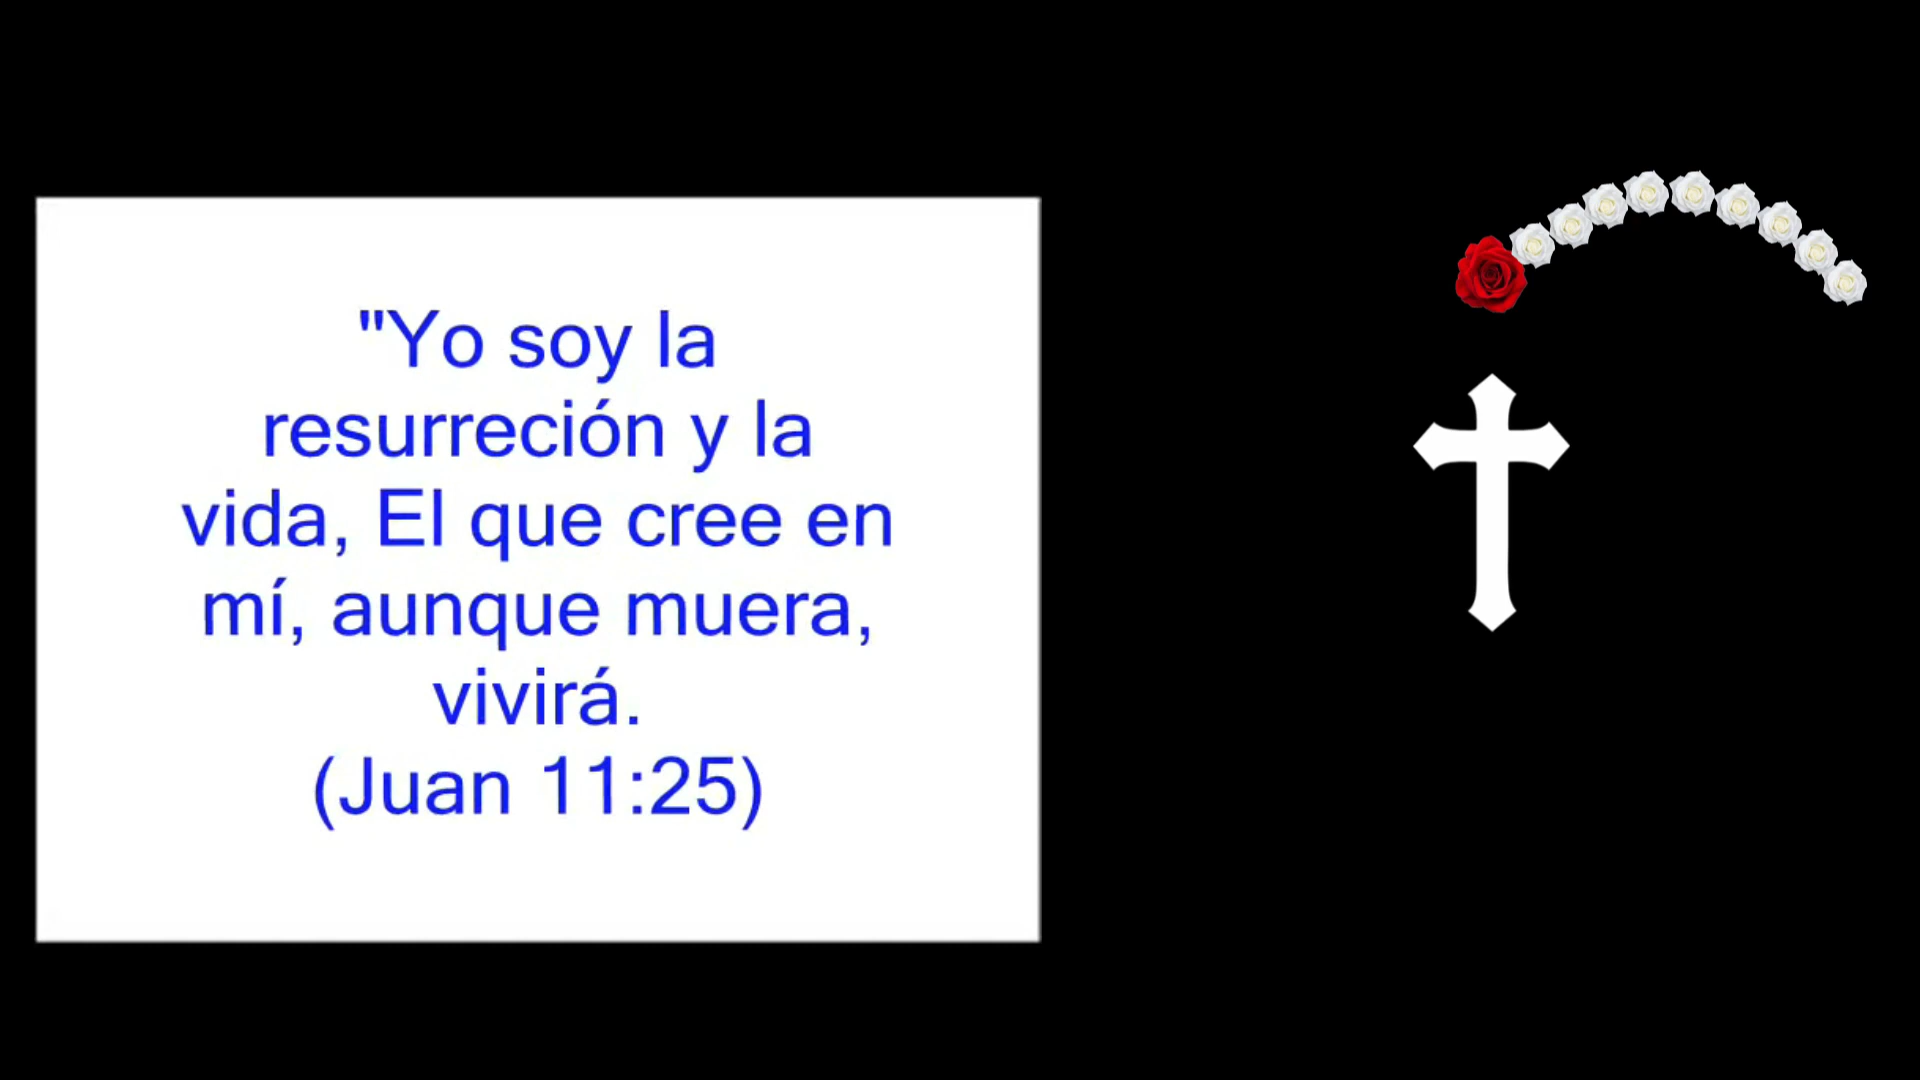 "Yo soy la
resurreción y la
vida, El que cree en
mí, aunque muera,
vivirá.
(Juan 11:25)